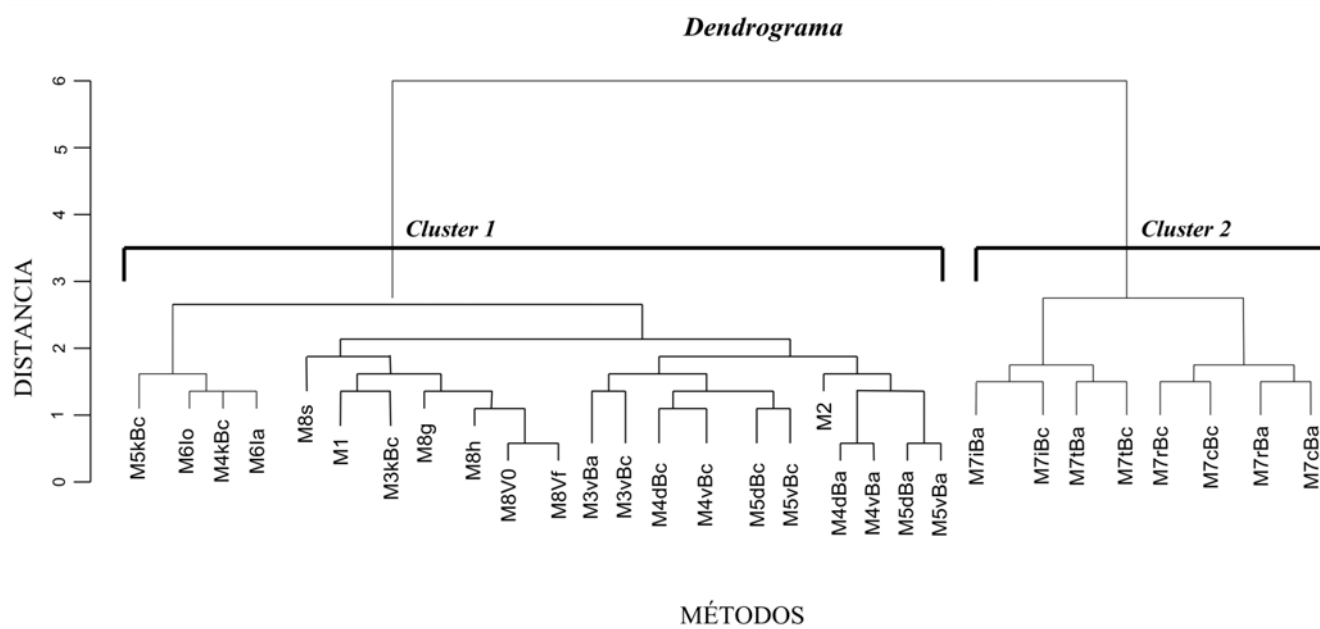 Dendrograma
DISTANCIA
6
5
4
3
2
1
0
Cluster 1
Cluster 2
M5kBc
M6lo
M4kBc
M6la
M8s
M1
M3kBc
M8g
M8h
M8V0
M8Vf
M3vBa
M3vBc
M4dBc
M4vBc
M5dBc
M5vBc
M2
M4dBa
M4vBa
M5dBa
M5vBa
M7iBa
M7iBc
M7tBa
M7tBc
M7rBc
M7cBc
M7rBa
M7cBa
MÉTODOS